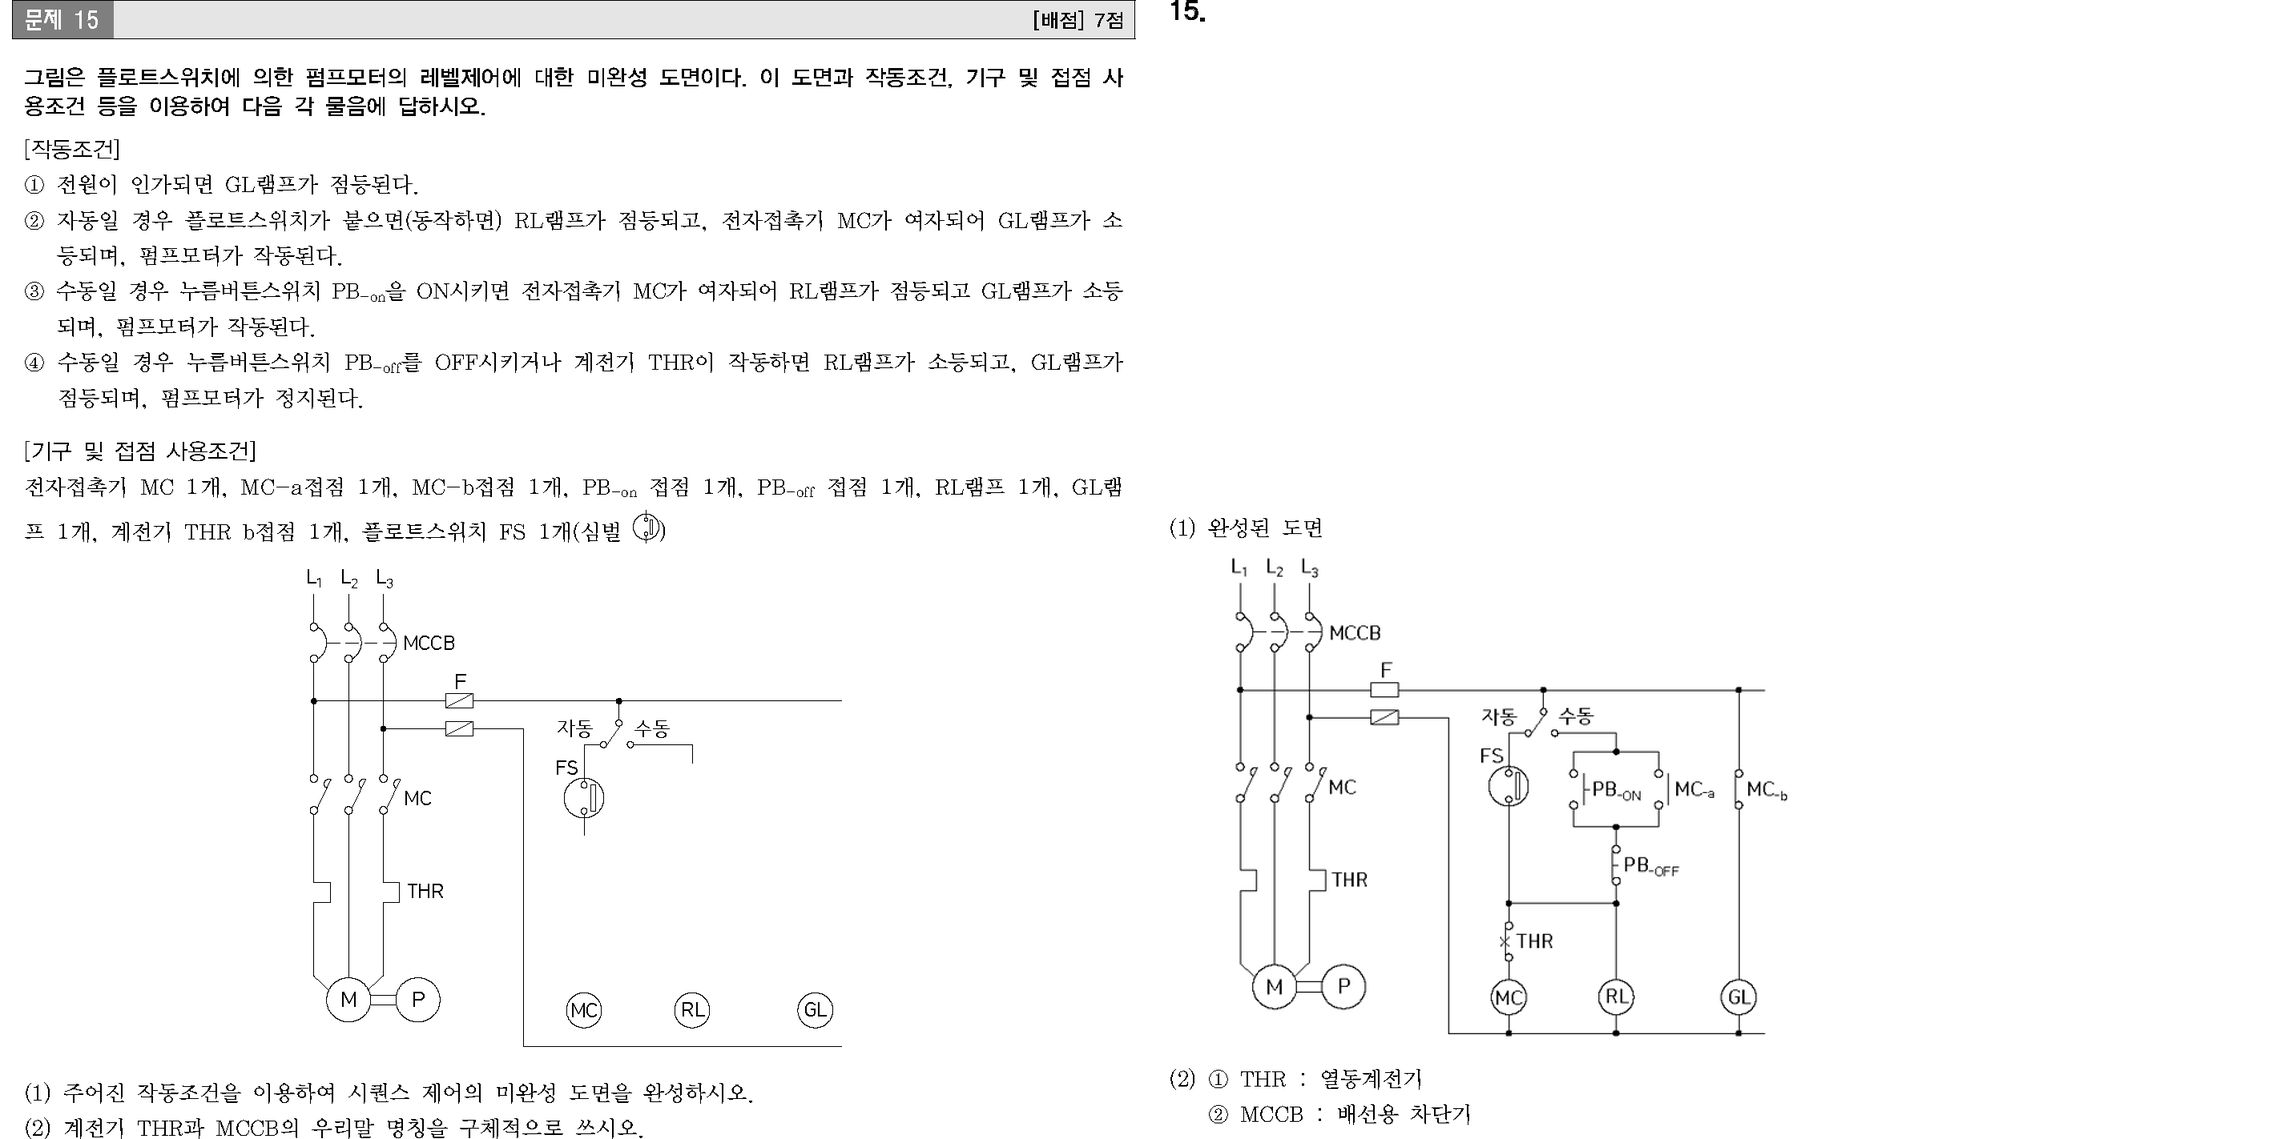 문제 15
[배점] 7점
그림은 플로트스위치에 의한 펌프모터의 레벨제어에 대한 미완성 도면이다. 이 도면과 작동조건, 기구 및 접점 사
용조건 등을 이용하여 다음 각 물음에 답하시오.
[작동조건]
① 전원이 인가되면 GL램프가 점등된다.
② 자동일 경우 플로트스위치가 붙으면(동작하면) RL램프가 점등되고, 전자접촉기 MC가 여자되어 GL램프가 소
등되며, 펌프모터가 작동된다.
③ 수동일 경우 누름버튼스위치 PB-on을 ON시키면 전자접촉기 MC가 여자되어 RL램프가 점등되고 GL램프가 소등
되며, 펌프모터가 작동된다.
④ 수동일 경우 누름버튼스위치 PB-off를 OFF시키거나 계전기 THR이 작동하면 RL램프가 소등되고, GL램프가
점등되며, 펌프모터가 정지된다.
[기구 및 접점 사용조건]
전자접촉기 MC 1개, MC-a접점 1개, MC-b접점 1개, PB-on 접점 1개, PB-off 접점 1개, RL램프 1개, GL램
프 1개, 계전기 THR b접점 1개, 플로트스위치 FS 1개(심벌 )
L1 L2 L3
MCCB
F
자동 수동
FS
MC
THR
M P MC RL GL
(1) 주어진 작동조건을 이용하여 시퀀스 제어의 미완성 도면을 완성하시오.
(2) 계전기 THR과 MCCB의 우리말 명칭을 구체적으로 쓰시오.
15.
(1) 완성된 도면
L1 L2 L3
MCCB
F
자동 수동
FS
MC PB-ON MC-a MC-b
PB-OFF
THR
THR
M P MC RL GL
(2) ① THR : 열동계전기
② MCCB : 배선용 차단기